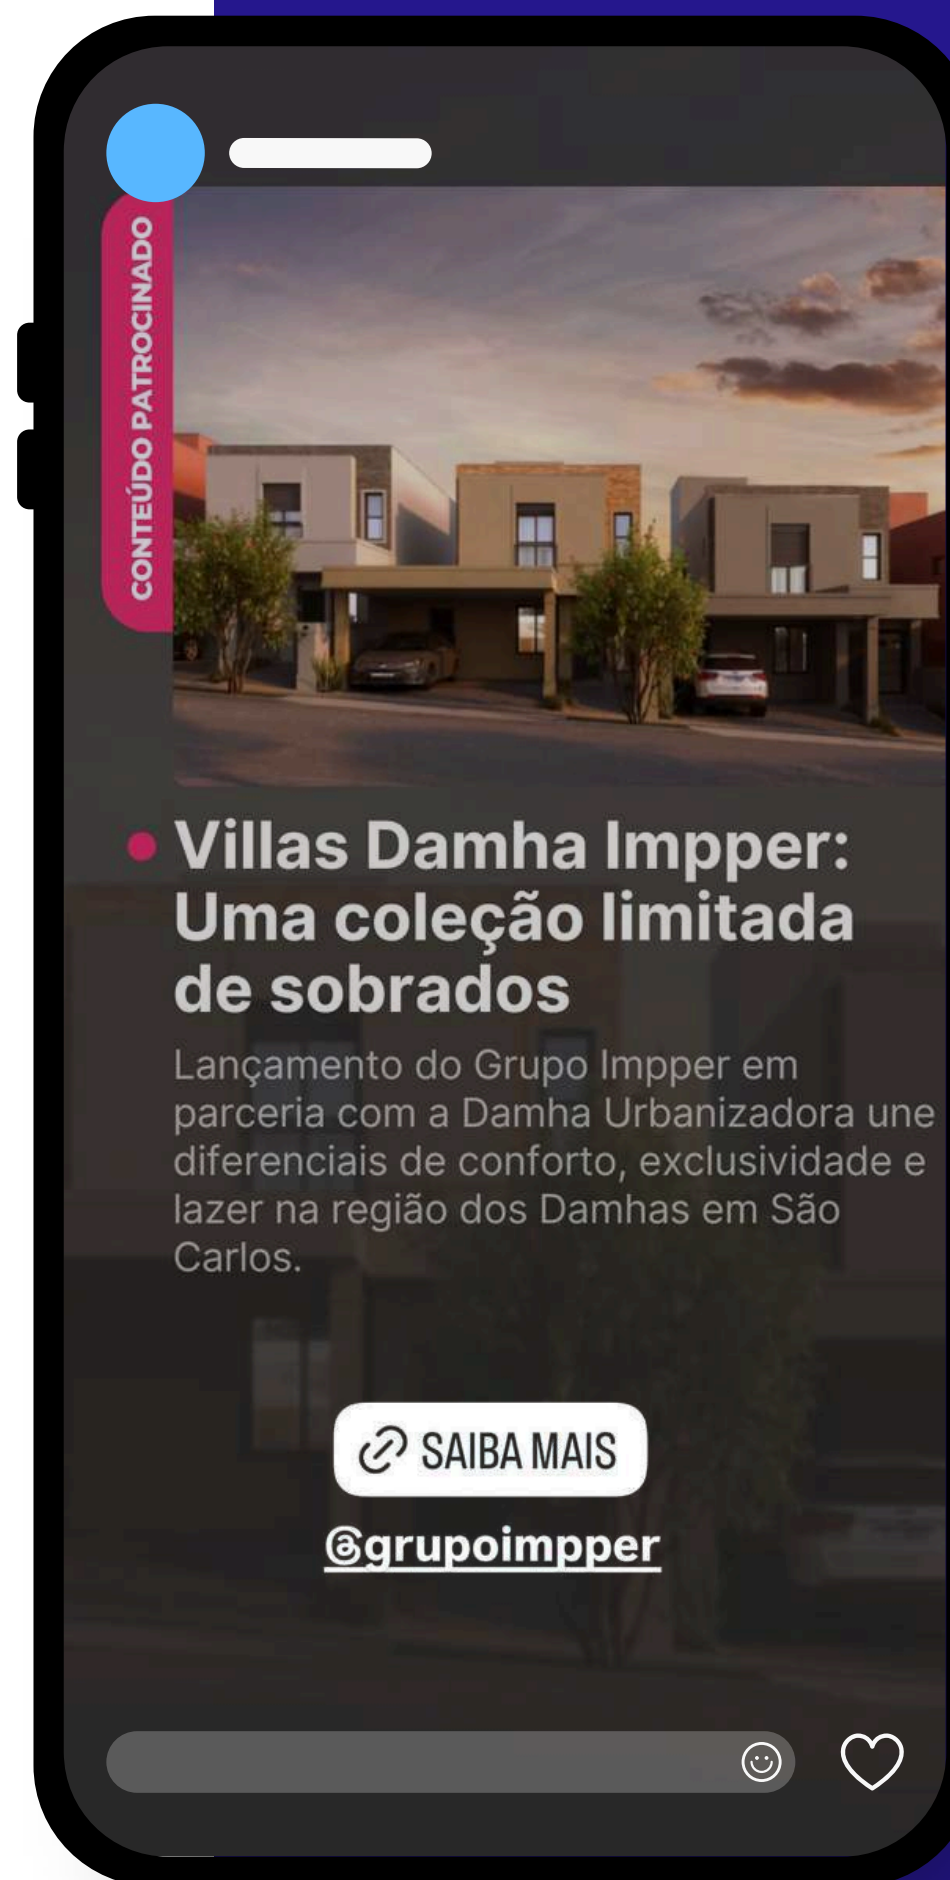 CONTEÚDO PATROCINADO
Villas Damha Impper:
Uma coleção limitada
de sobrados
Lançamento do Grupo Impper em
parceria com a Damha Urbanizadora une
diferenciais de conforto, exclusividade e
lazer na região dos Damhas em São
Carlos.
SAIBA MAIS
@grupoimpper